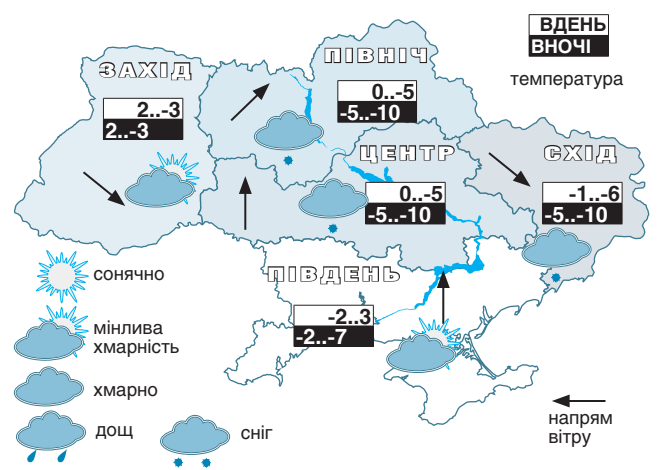 ВДЕНЬ
ВНОЧІ
температура
ПІВНІЧ
0..-5
-5..-10
ЗАХІД
2..-3
2..-3
ЦЕНТР
0..-5
-5..-10
СХІД
-1..-6
-5..-10
ПІВДЕНЬ
-2..3
-2..-7
сонячно
мінлива
хмарність
хмарно
дощ
сніг
напрям
вітру